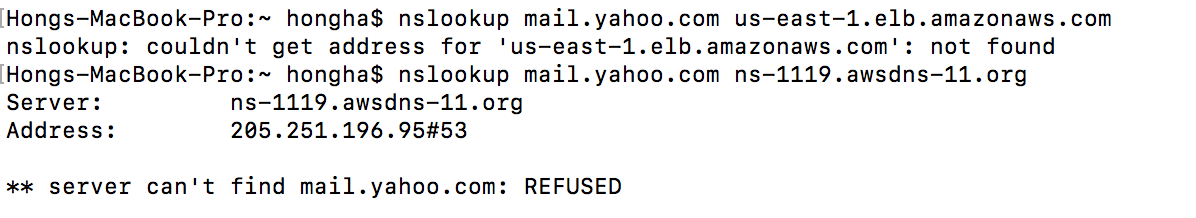 [Hongs-MacBook-Pro:~ hongha$ nslookup mail.yahoo.com us-east-1.elb.amazonaws.com
nslookup: couldn't get address for 'us-east-1.elb.amazonaws.com': not found
[Hongs-MacBook-Pro:~ hongha$ nslookup mail.yahoo.com ns-1119.awsdns-11.org
Server:         ns-1119.awsdns-11.org
Address:        205.251.196.95#53

** server can't find mail.yahoo.com: REFUSED